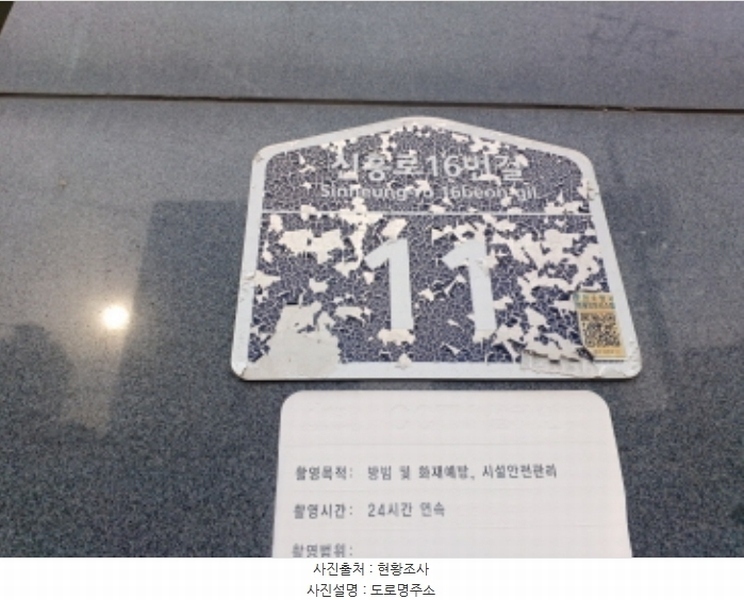 신흥로16번길
Sinheung-ro 16beon-gil
11
촬영목적: 방범 및 화재예방, 시설안전관리
촬영시간: 24시간 연속
촬영범위:
사진출처 : 현황조사
사진설명 : 도로명주소